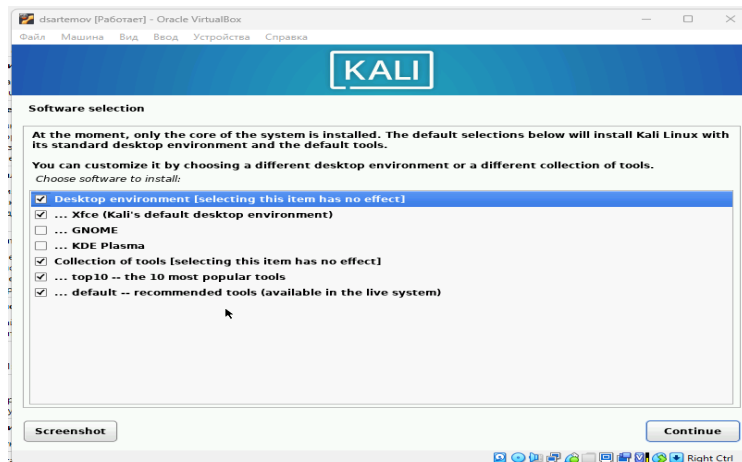 dsartemov [Работает] - Oracle VirtualBox
Файл Машина Вид Ввод Устройства Справка
KALI
Software selection
At the moment, only the core of the system is installed. The default selections below will install Kali Linux with
its standard desktop environment and the default tools.
You can customize it by choosing a different desktop environment or a different collection of tools.
Choose software to install:
Desktop environment [selecting this item has no effect]
... Xfce (Kali's default desktop environment)
... GNOME
... KDE Plasma
Collection of tools [selecting this item has no effect]
... top10 -- the 10 most popular tools
... default -- recommended tools (available in the live system)
Screenshot
Continue
Right Ctrl